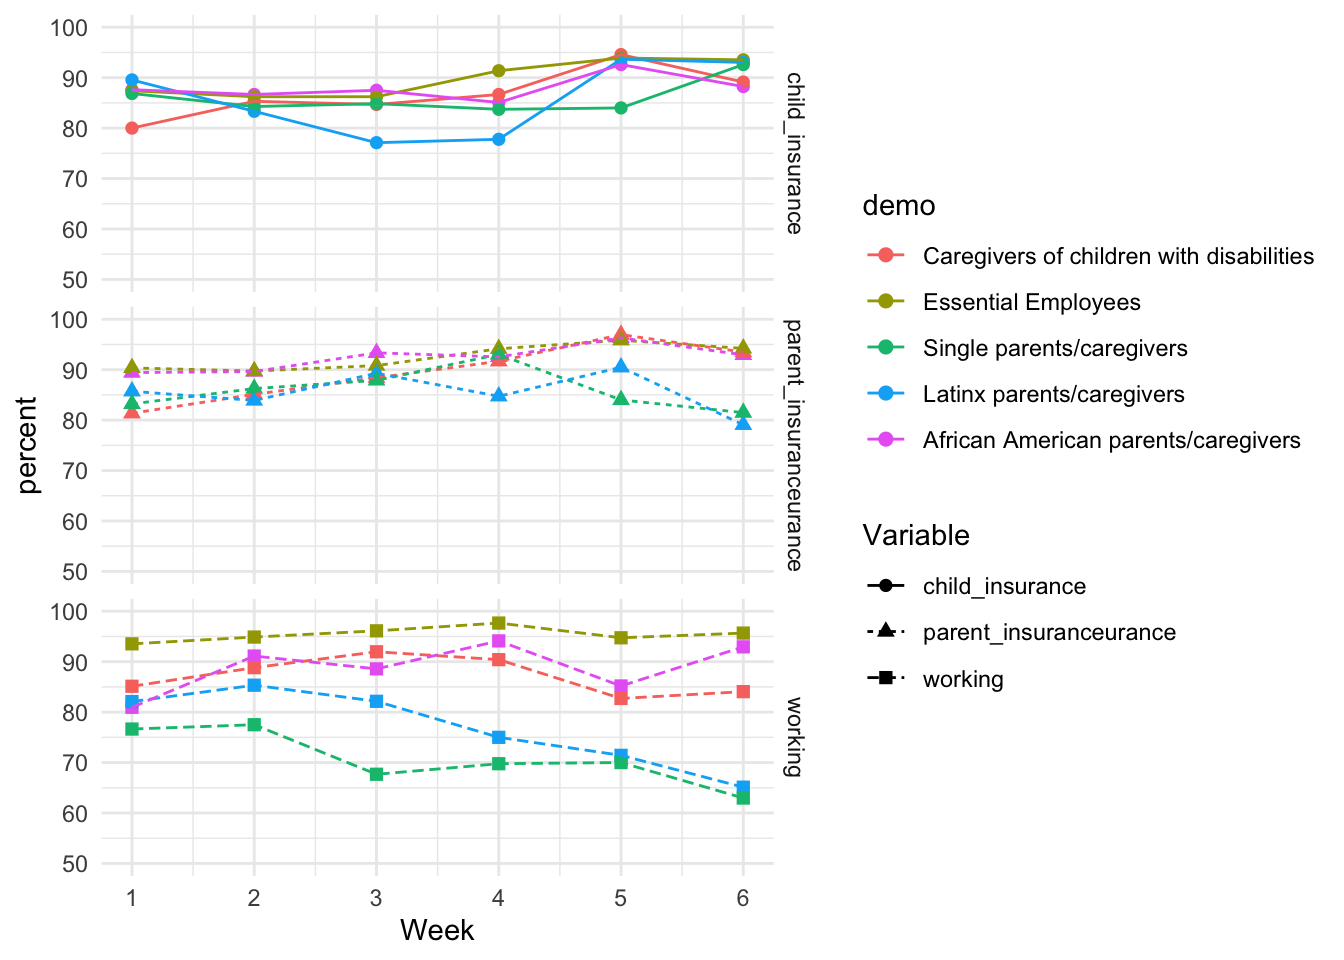 100
90
80
70
60
50
child_insurance
100
90
80
70
60
50
parent_insuranceurance
100
90
80
70
60
50
working
1 2 3 4 5 6
Week
percent
demo
Caregivers of children with disabilities
Essential Employees
Single parents/caregivers
Latinx parents/caregivers
African American parents/caregivers
Variable
child_insurance
parent_insuranceurance
working